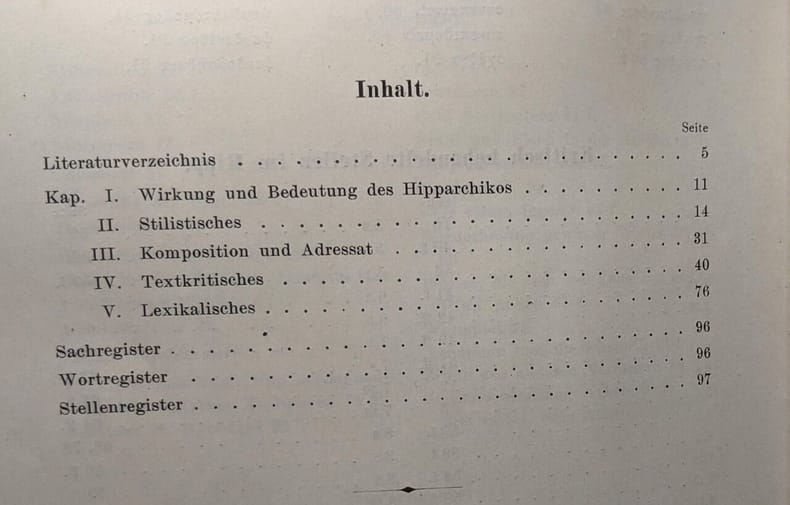 Inhalt.
Seite
Literaturverzeichnis . . . . . . . . . . . . . . . . . . . . . . 5
Kap. I. Wirkung und Bedeutung des Hipparchikos . . . . . . . . . 11
II. Stilistisches . . . . . . . . . . . . . . . . . . . . . 14
III. Komposition und Adressat . . . . . . . . . . . . . . 31
IV. Textkritisches . . . . . . . . . . . . . . . . . . . . 40
V. Lexikalisches . . . . . . . . . . . . . . . . . . . . . 76
Sachregister . . . . . . . . . . . . . . . . . . . . . . . . . 96
Wortregister . . . . . . . . . . . . . . . . . . . . . . . . 96
Stellenregister . . . . . . . . . . . . . . . . . . . . . . . . 97